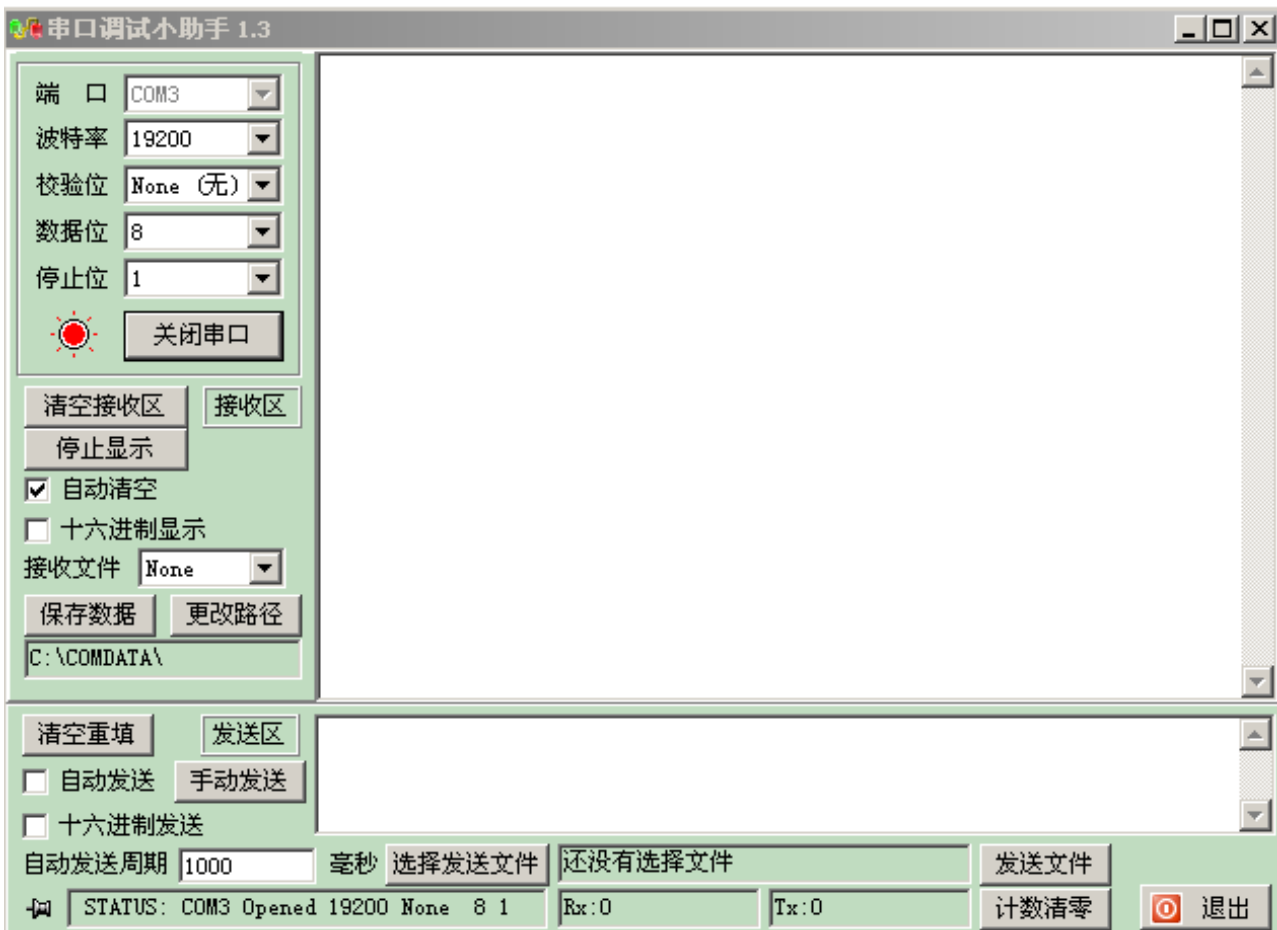 串口调试小助手 1.3
端 口 COM3
波特率 19200
校验位 None (无)
数据位 8
停止位 1
关闭串口
清空接收区 接收区
停止显示
自动清空
十六进制显示
接收文件 None
保存数据 更改路径
C:\COMDATA\
清空重填 发送区
自动发送 手动发送
十六进制发送
自动发送周期 1000 毫秒 选择发送文件 还没有选择文件 发送文件
STATUS: COM3 Opened 19200 None 8 1 Rx:0 Tx:0 计数清零 退出